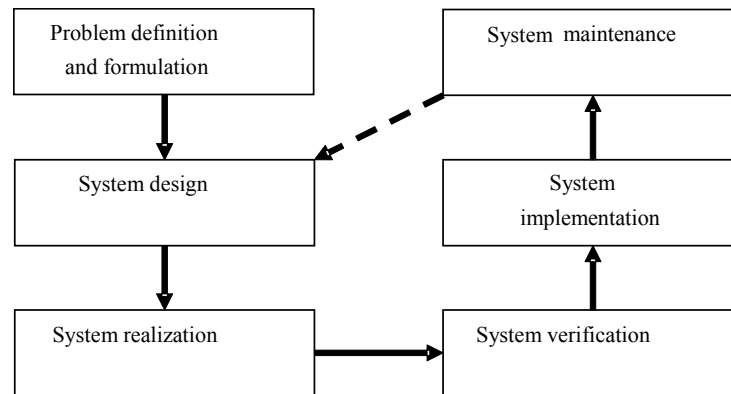 Problem definition
and formulation
System maintenance
System design
System
implementation
System realization
System verification